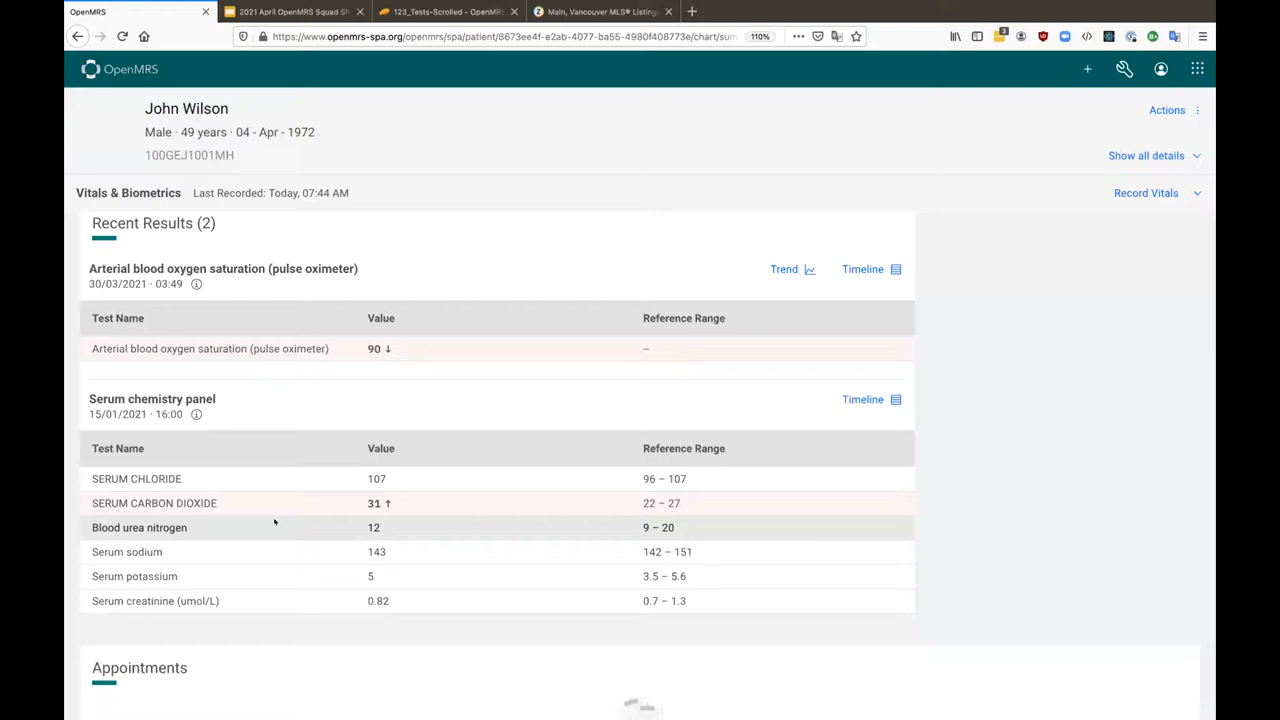 OpenMRS
2021 April OpenMRS Squad Sh
123_Tests-Scrolled – OpenMR
Main, Vancouver MLS® Listing
https://www.openmrs-spa.org/openmrs/spa/patient/8673ee4f-e2ab-4077-ba55-4980f408773e/chart/sum
110%
3
OpenMRS
John Wilson
Actions
Male · 49 years · 04 - Apr - 1972
100GEJ1001MH
Show all details
Vitals & Biometrics Last Recorded: Today, 07:44 AM
Record Vitals
Recent Results (2)
Arterial blood oxygen saturation (pulse oximeter)
Trend Timeline
30/03/2021 · 03:49
Test Name Value Reference Range
Arterial blood oxygen saturation (pulse oximeter) 90 ↓ --
Serum chemistry panel
Timeline
15/01/2021 · 16:00
Test Name Value Reference Range
SERUM CHLORIDE 107 96 – 107
SERUM CARBON DIOXIDE 31 ↑ 22 – 27
Blood urea nitrogen 12 9 – 20
Serum sodium 143 142 – 151
Serum potassium 5 3.5 – 5.6
Serum creatinine (umol/L) 0.82 0.7 – 1.3
Appointments